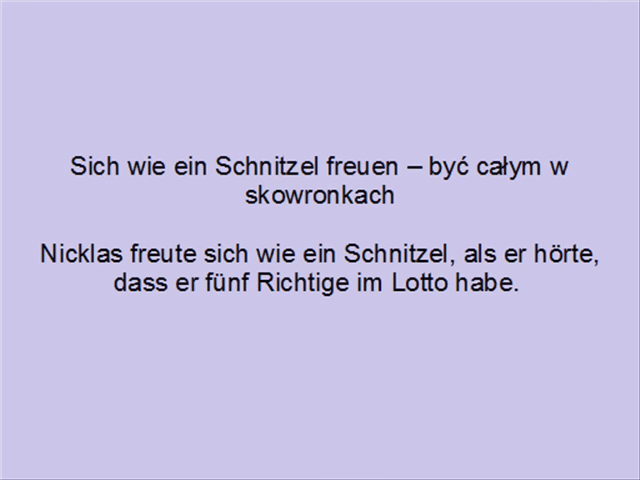 Sich wie ein Schnitzel freuen – być całym w
skowronkach
Nicklas freute sich wie ein Schnitzel, als er hörte,
dass er fünf Richtige im Lotto habe.